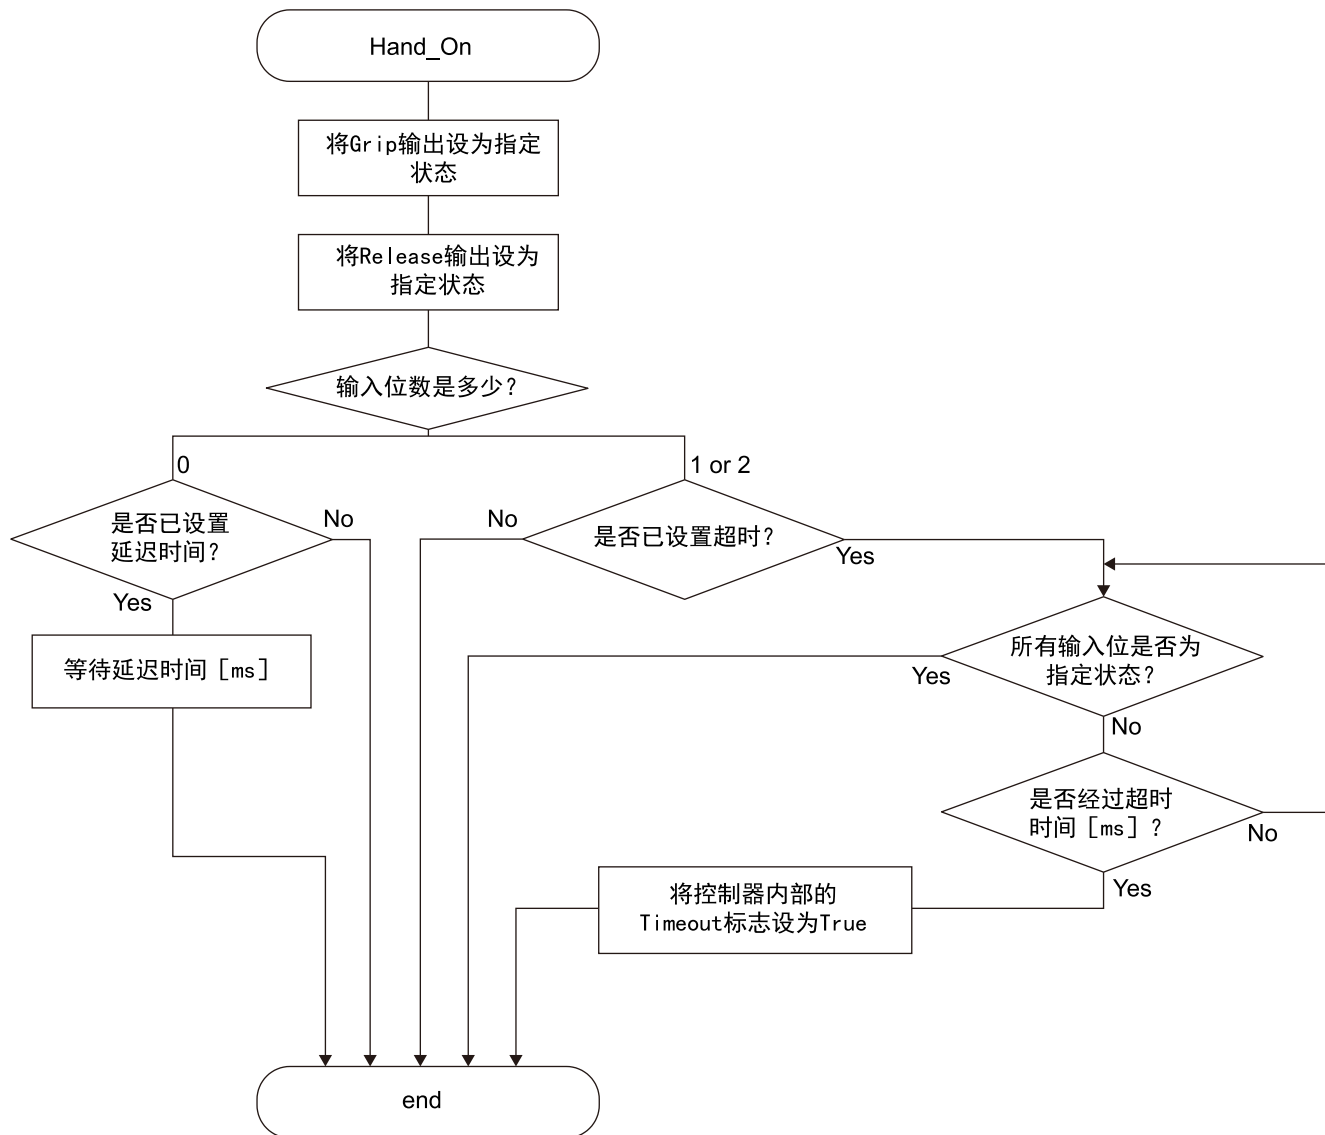 Hand_On
将Grip输出设为指定
状态
将Release输出设为
指定状态
输入位数是多少?
0
1 or 2
是否已设置
延迟时间?
No
Yes
等待延迟时间［ms］
No
是否已设置超时?
Yes
所有输入位是否为
指定状态?
Yes
No
是否经过超时
时间［ms］?
No
Yes
将控制器内部的
Timeout标志设为True
end